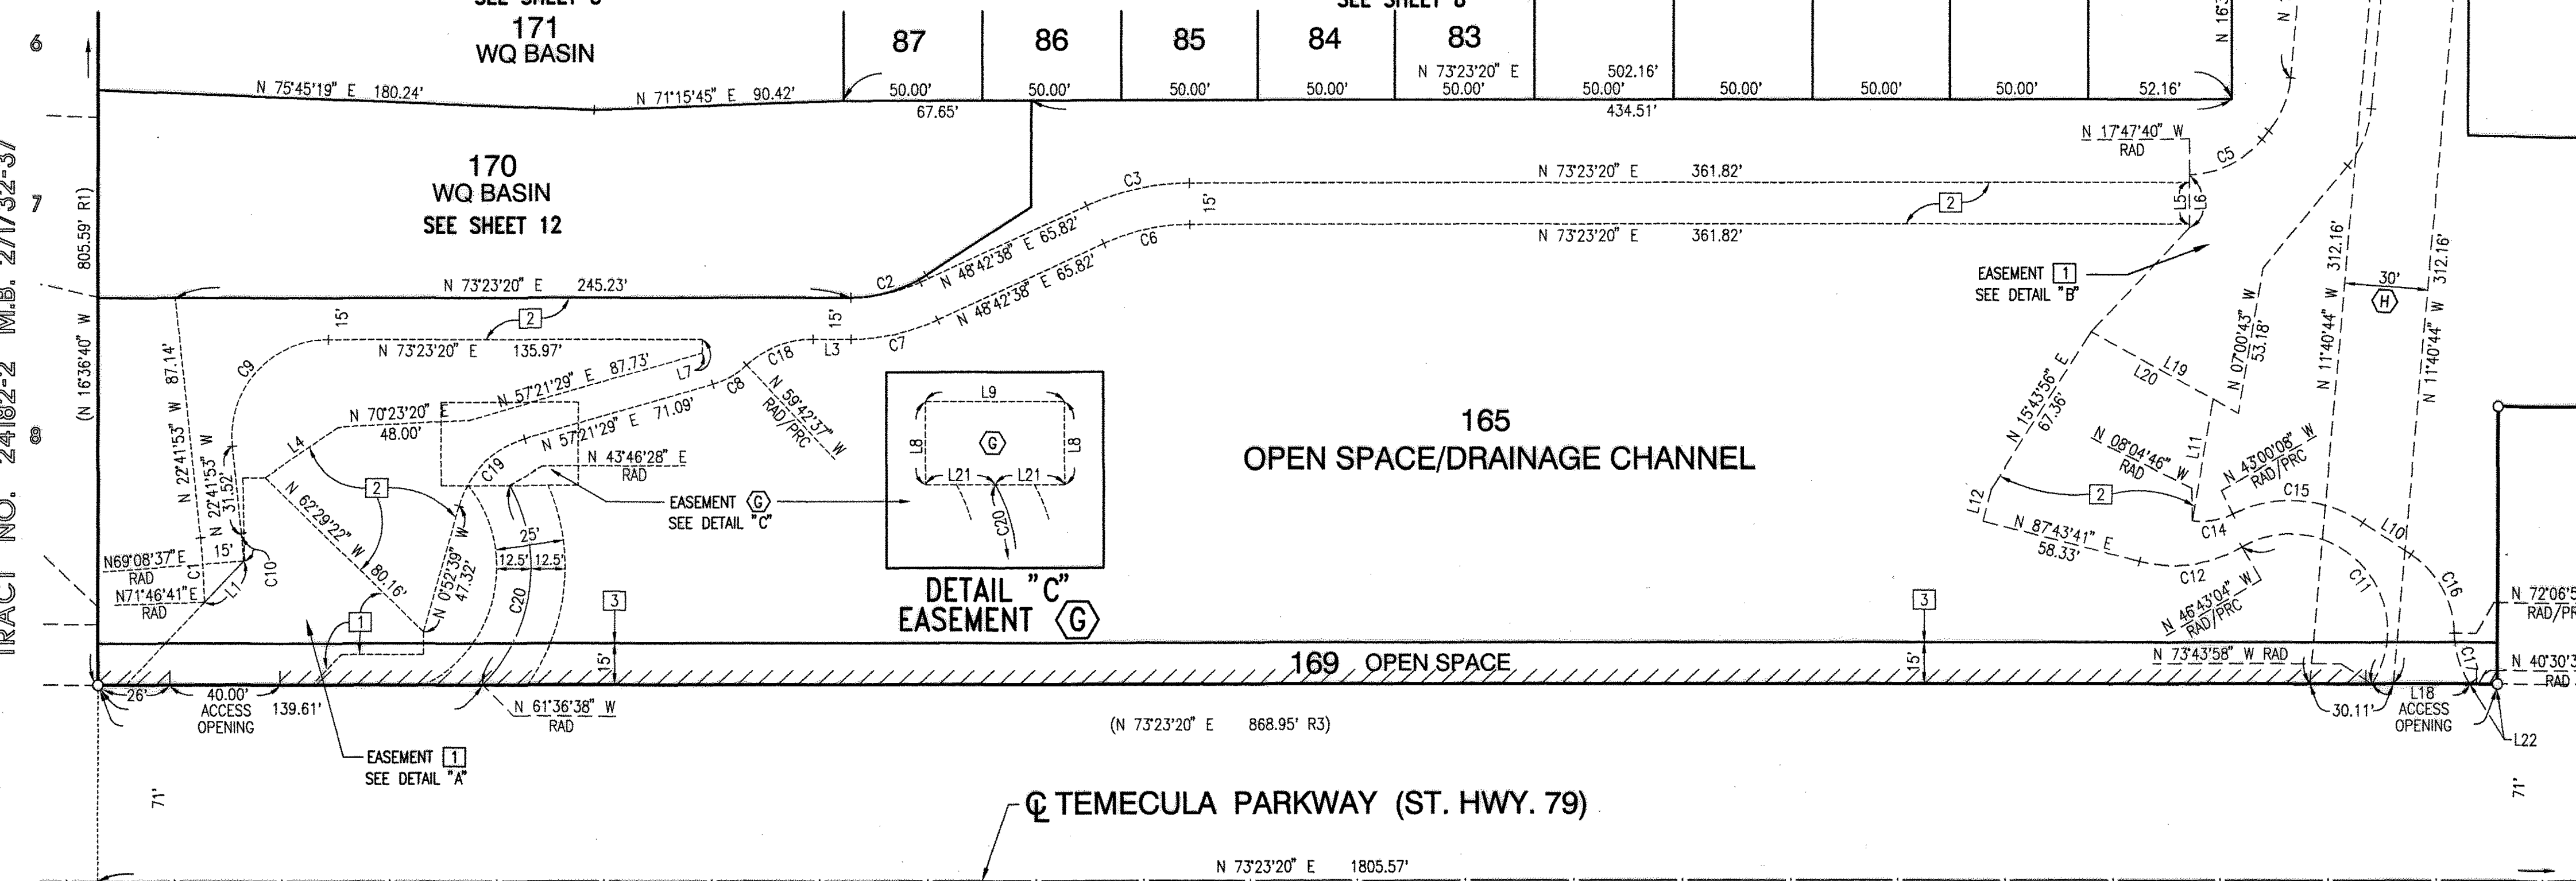 171
WQ BASIN
N 75°45'19" E 180.24'
N 71°15'45" E 90.42'
87
86
85
84
83
N 73°23'20" E 502.16'
50.00'
50.00'
50.00'
50.00'
50.00'
50.00'
50.00'
50.00'
50.00'
52.16'
67.65'
434.51'
6
7
8
TRACT NO. 24182-2 M.B. 271/32-37
(N 16°36'40" W 805.59' R1)
170
WQ BASIN
SEE SHEET 12
N 73°23'20" E 245.23'
C2
C3
N 48°42'38" E 65.82'
N 48°42'38" E 65.82'
C6
C7
15'
N 73°23'20" E 361.82'
N 73°23'20" E 361.82'
2
N 17°47'40" W
RAD
C5
L5
L6
EASEMENT 1
SEE DETAIL "B"
N 11°40'44" W 312.16'
N 11°40'44" W 312.16'
30'
H
15'
2
15'
N 73°23'20" E 135.97'
C9
L7
C18
L3
C8
N 59°42'37" W
RAD/PRC
N 57°21'29" E 87.73'
N 57°21'29" E 71.09'
N 70°23'20" E
48.00'
L4
N 22°41'53" W 87.14'
N 22°41'53" W
31.52'
2
C19
N 43°46'28" E
RAD
EASEMENT G
SEE DETAIL "C"
N 62°29'22" W 80.16'
N 0°52'39" W
47.32'
N69°08'37"E
RAD
15'
C1
C10
N71°46'41"E
RAD
L1
25'
12.5'
12.5'
C20
1
3
15'
L9
L8
G
L8
L21
L21
C20
DETAIL "C"
EASEMENT G
165
OPEN SPACE/DRAINAGE CHANNEL
N 15°43'56" E
67.36'
L19
L20
N 07°00'43" W
53.18'
L11
N 08°04'46" W
RAD
N 43°00'08" W
RAD/PRC
L12
2
N 87°43'41" E
58.33'
C14
C15
L10
C12
C11
C16
N 46°43'04" W
RAD/PRC
C17
3
15'
169 OPEN SPACE
N 73°43'58" W RAD
26'
40.00'
ACCESS
OPENING
139.61'
N 61°36'38" W
RAD
30.11'
L18
ACCESS
OPENING
L22
(N 73°23'20" E 868.95' R3)
EASEMENT 1
SEE DETAIL "A"
71'
71'
℄ TEMECULA PARKWAY (ST. HWY. 79)
N 73°23'20" E 1805.57'